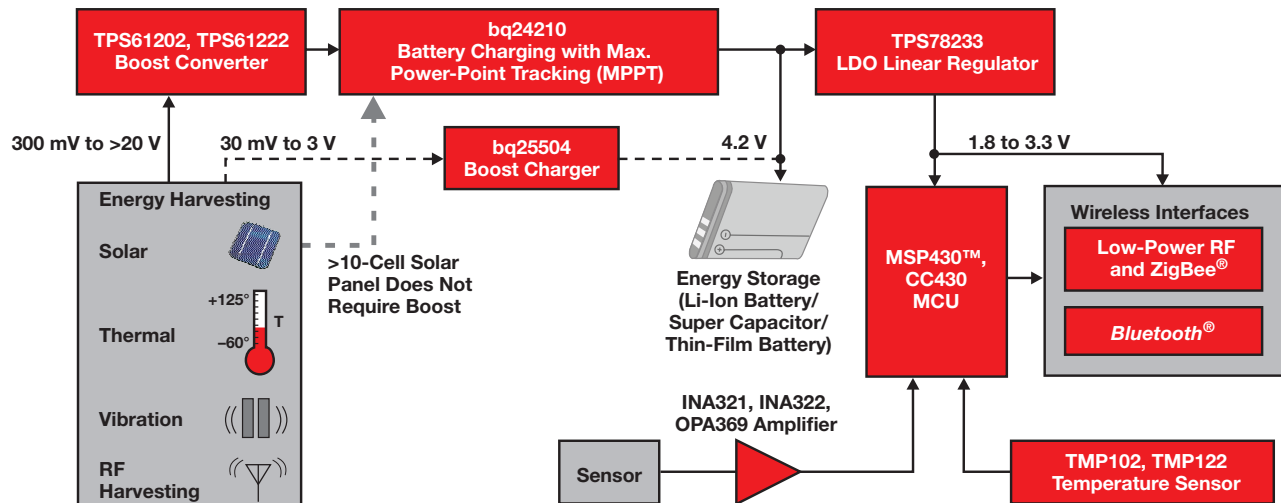 TPS61202, TPS61222
Boost Converter
bq24210
Battery Charging with Max.
Power-Point Tracking (MPPT)
TPS78233
LDO Linear Regulator
300 mV to >20 V
30 mV to 3 V
bq25504
Boost Charger
4.2 V
1.8 to 3.3 V
Energy Harvesting
Solar
>10-Cell Solar
Panel Does Not
Require Boost
+125°
T
–60°
Thermal
Vibration
RF
Harvesting
Energy Storage
(Li-Ion Battery/
Super Capacitor/
Thin-Film Battery)
MSP430™,
CC430
MCU
Wireless Interfaces
Low-Power RF
and ZigBee®
Bluetooth®
INA321, INA322,
OPA369 Amplifier
Sensor
TMP102, TMP122
Temperature Sensor